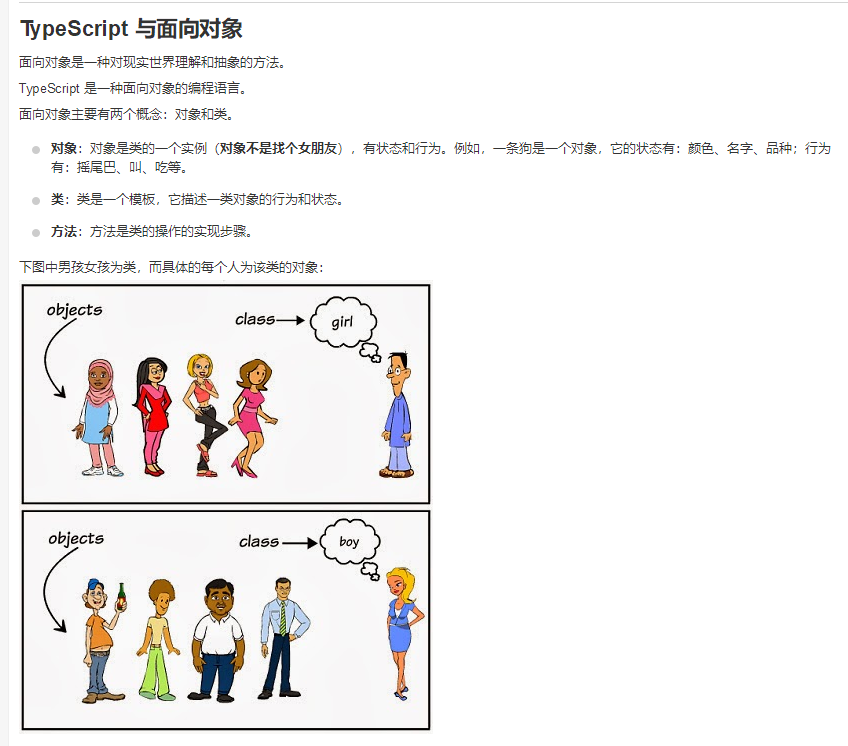 TypeScript 与面向对象
面向对象是一种对现实世界理解和抽象的方法。
TypeScript 是一种面向对象的编程语言。
面向对象主要有两个概念：对象和类。
对象：对象是类的一个实例（对象不是找个女朋友），有状态和行为。例如，一条狗是一个对象，它的状态有：颜色、名字、品种；行为
有：摇尾巴、叫、吃等。
类：类是一个模板，它描述一类对象的行为和状态。
方法：方法是类的操作的实现步骤。
下图中男孩女孩为类，而具体的每个人为该类的对象：
objects
class
girl
objects
class
boy